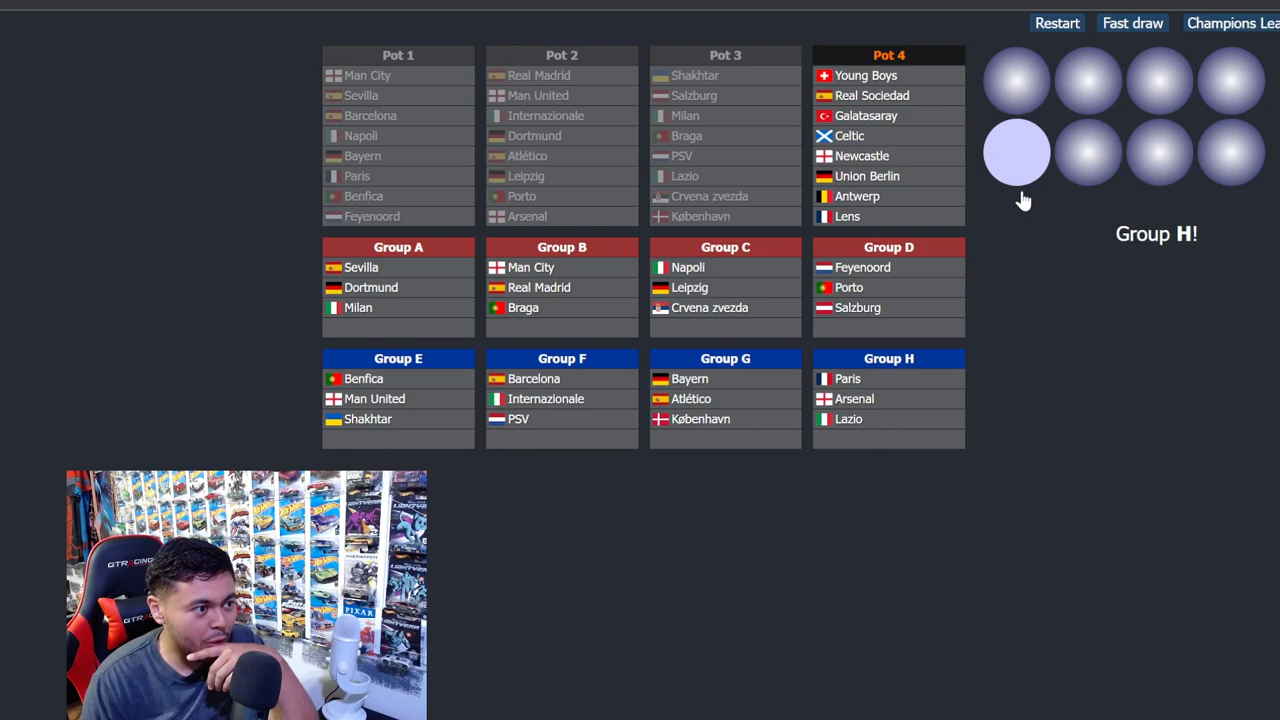 Restart Fast draw Champions Lea
Pot 1
Man City
Sevilla
Barcelona
Napoli
Bayern
Paris
Benfica
Feyenoord
Pot 2
Real Madrid
Man United
Internazionale
Dortmund
Atlético
Leipzig
Porto
Arsenal
Pot 3
Shakhtar
Salzburg
Milan
Braga
PSV
Lazio
Crvena zvezda
København
Pot 4
Young Boys
Real Sociedad
Galatasaray
Celtic
Newcastle
Union Berlin
Antwerp
Lens
Group H!
Group A
Sevilla
Dortmund
Milan
Group B
Man City
Real Madrid
Braga
Group C
Napoli
Leipzig
Crvena zvezda
Group D
Feyenoord
Porto
Salzburg
Group E
Benfica
Man United
Shakhtar
Group F
Barcelona
Internazionale
PSV
Group G
Bayern
Atlético
København
Group H
Paris
Arsenal
Lazio
GTRACING
GTR
PIXAR